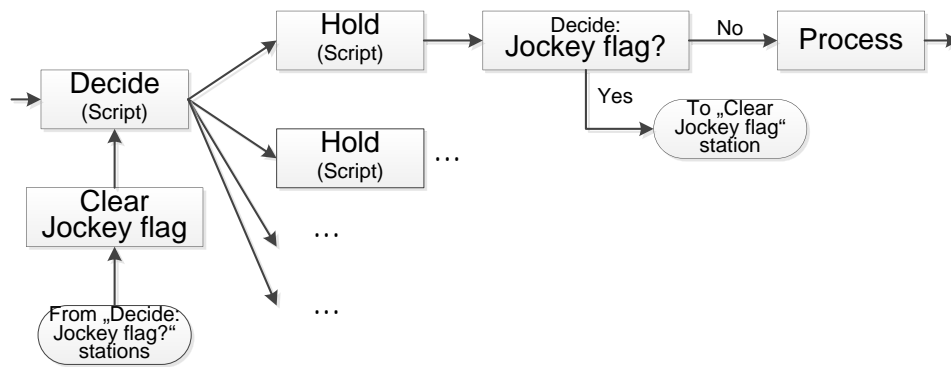 Hold
(Script)
Decide:
Jockey flag?
No
Process
Decide
(Script)
Yes
To „Clear
Jockey flag“
station
Hold
(Script)
...
Clear
Jockey flag
...
...
From „Decide:
Jockey flag?“
stations